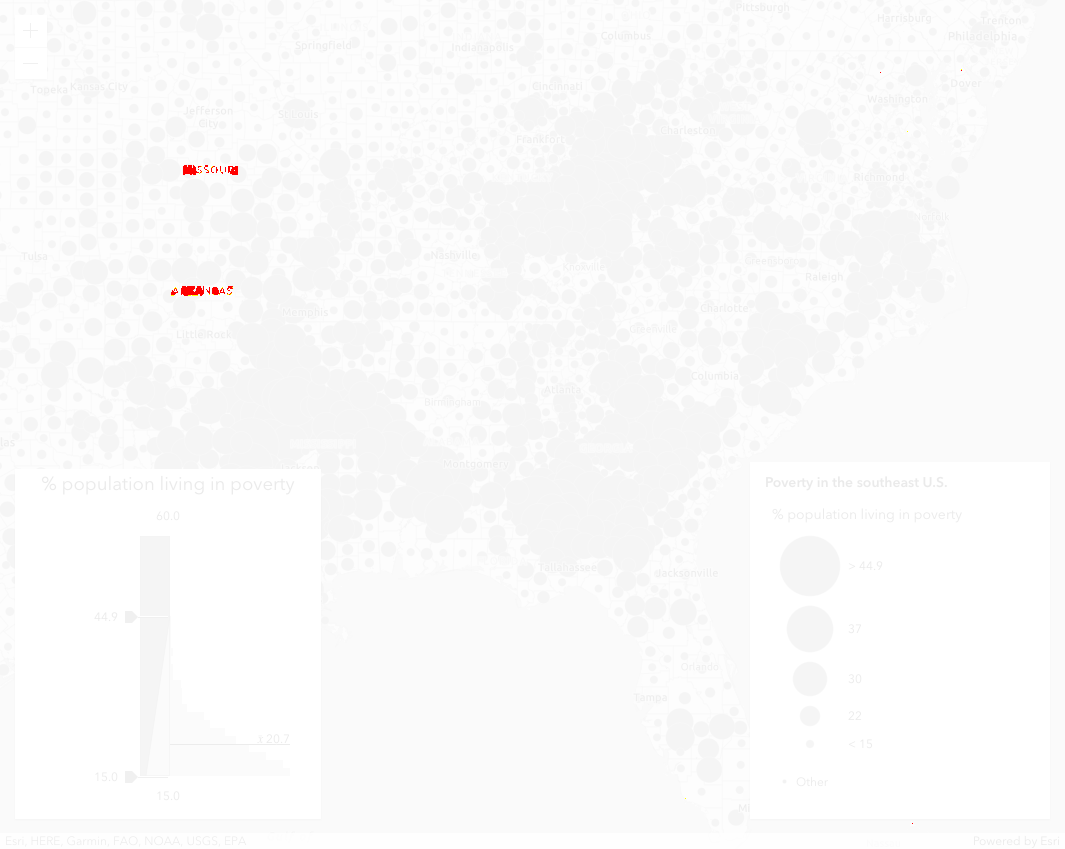 Pittsburgh
Harrisburg
Trenton
Columbus
Philadelphia
+
Springfield
Indianapolis
−
Topeka
Kansas City
Cincinnati
Dover
Washington
Jefferson
City
St Louis
Charleston
Frankfort
MISSOURI
Richmond
Norfolk
Tulsa
Nashville
Knoxville
Greensboro
Raleigh
ARKANSAS
Memphis
Charlotte
Greenville
Little Rock
Columbia
Atlanta
Birmingham
Montgomery
Tallahassee
Jacksonville
Orlando
Tampa
% population living in poverty
60.0
44.9
x̄ 20.7
15.0
15.0
Poverty in the southeast U.S.
% population living in poverty
> 44.9
37
30
22
< 15
Other
Esri, HERE, Garmin, FAO, NOAA, USGS, EPA
Powered by Esri